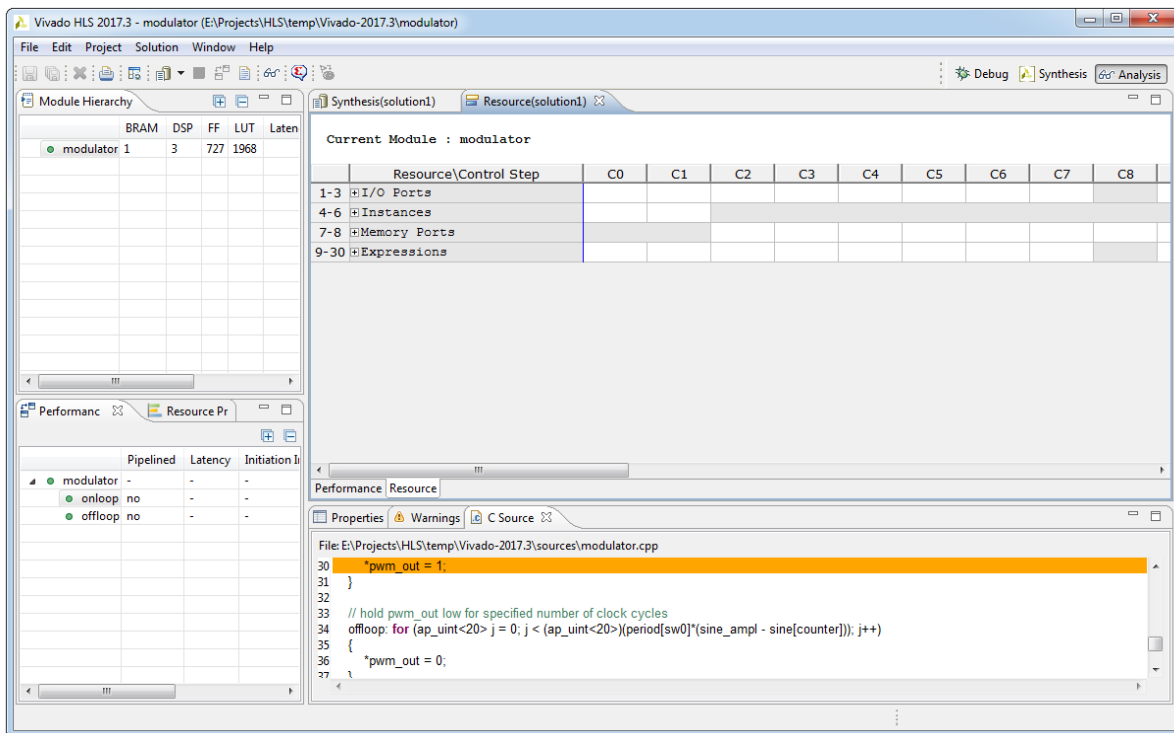 Vivado HLS 2017.3 - modulator (E:\Projects\HLS\temp\Vivado-2017.3\modulator)
File Edit Project Solution Window Help
Debug Synthesis Analysis
Module Hierarchy
BRAM DSP FF LUT Laten
modulator 1 3 727 1968
Synthesis(solution1) Resource(solution1)
Current Module : modulator
Resource\Control Step C0 C1 C2 C3 C4 C5 C6 C7 C8
1-3 I/O Ports
4-6 Instances
7-8 Memory Ports
9-30 Expressions
Performance Resource
Performanc Resource Pr
Pipelined Latency Initiation I
modulator - - -
onloop no - -
offloop no - -
Properties Warnings C Source
File: E:\Projects\HLS\temp\Vivado-2017.3\sources\modulator.cpp
30 *pwm_out = 1;
31 }
32
33 // hold pwm_out low for specified number of clock cycles
34 offloop: for (ap_uint<20> j = 0; j < (ap_uint<20>)(period[sw0]*(sine_ampl - sine[counter])); j++)
35 {
36 *pwm_out = 0;
37 }